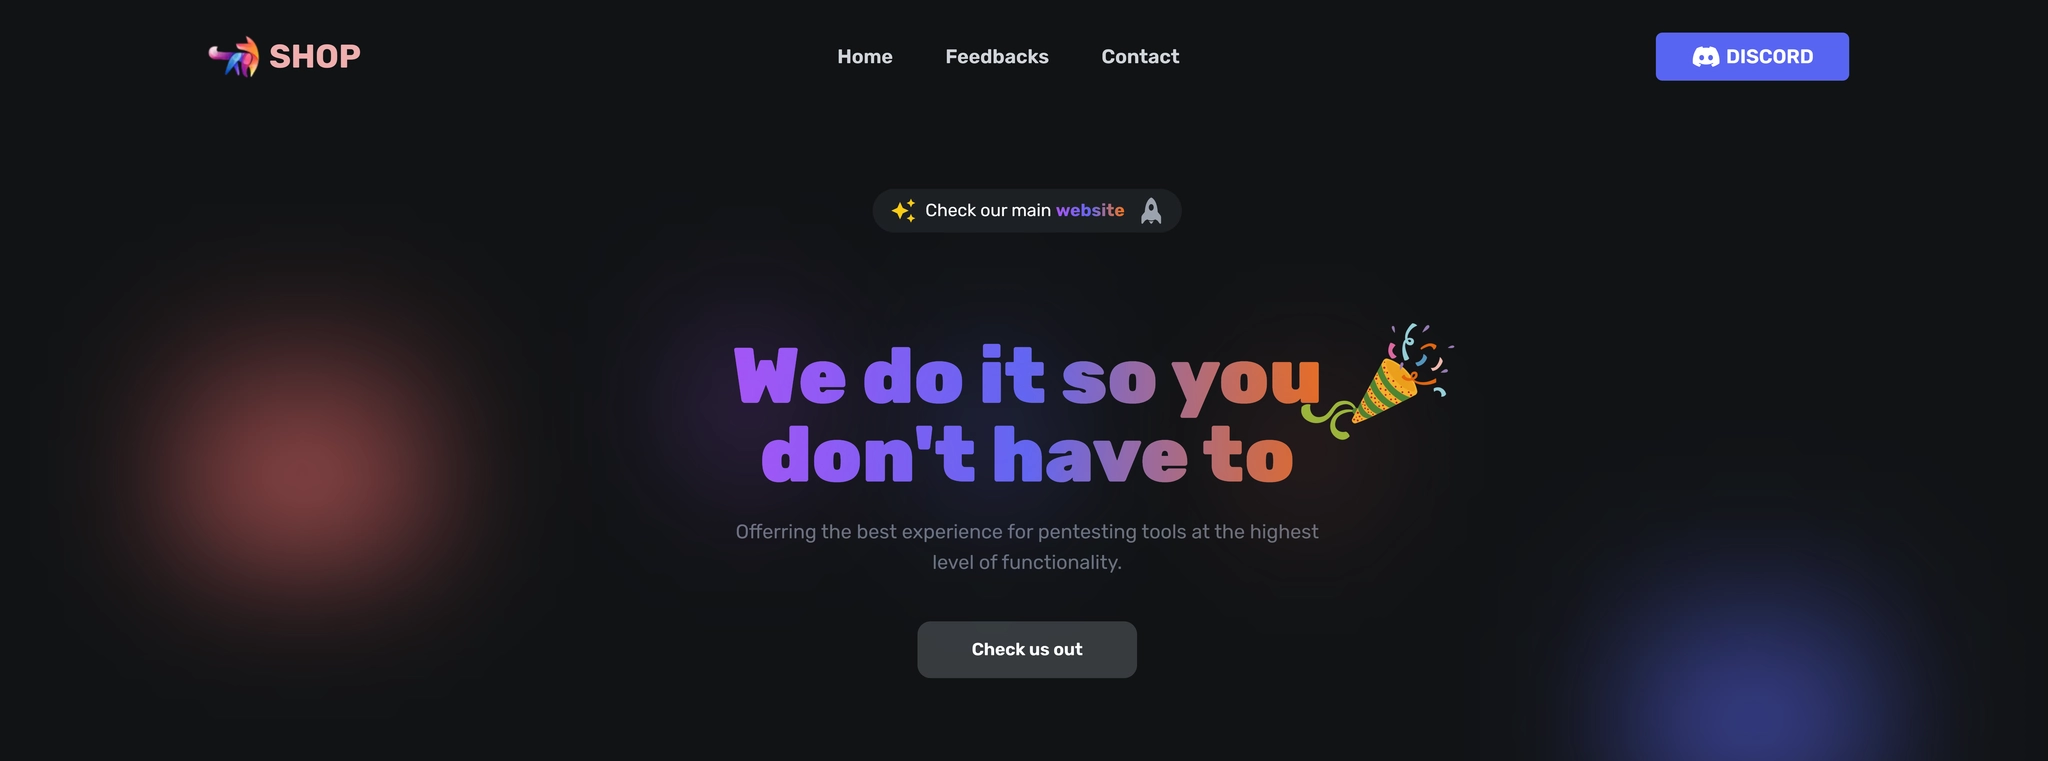 SHOP
Home
Feedbacks
Contact
DISCORD
Check our main website
We do it so you
don't have to
Offerring the best experience for pentesting tools at the highest
level of functionality.
Check us out